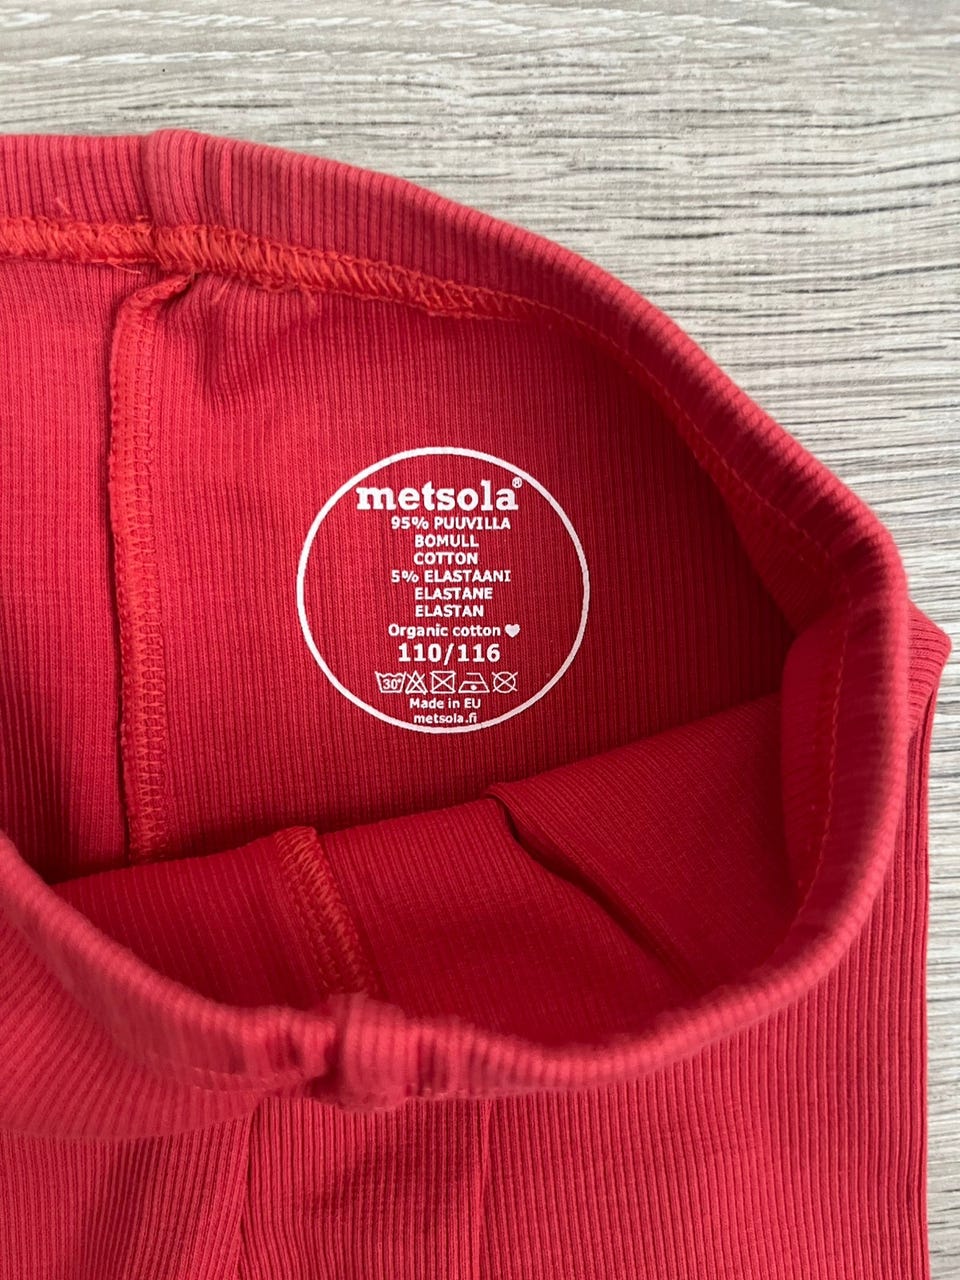 metsola®
95% PUUVILLA
BOMULL
COTTON
5% ELASTAANI
ELASTANE
ELASTAN
Organic cotton ♥
110/116
30°
Made in EU
metsola.fi